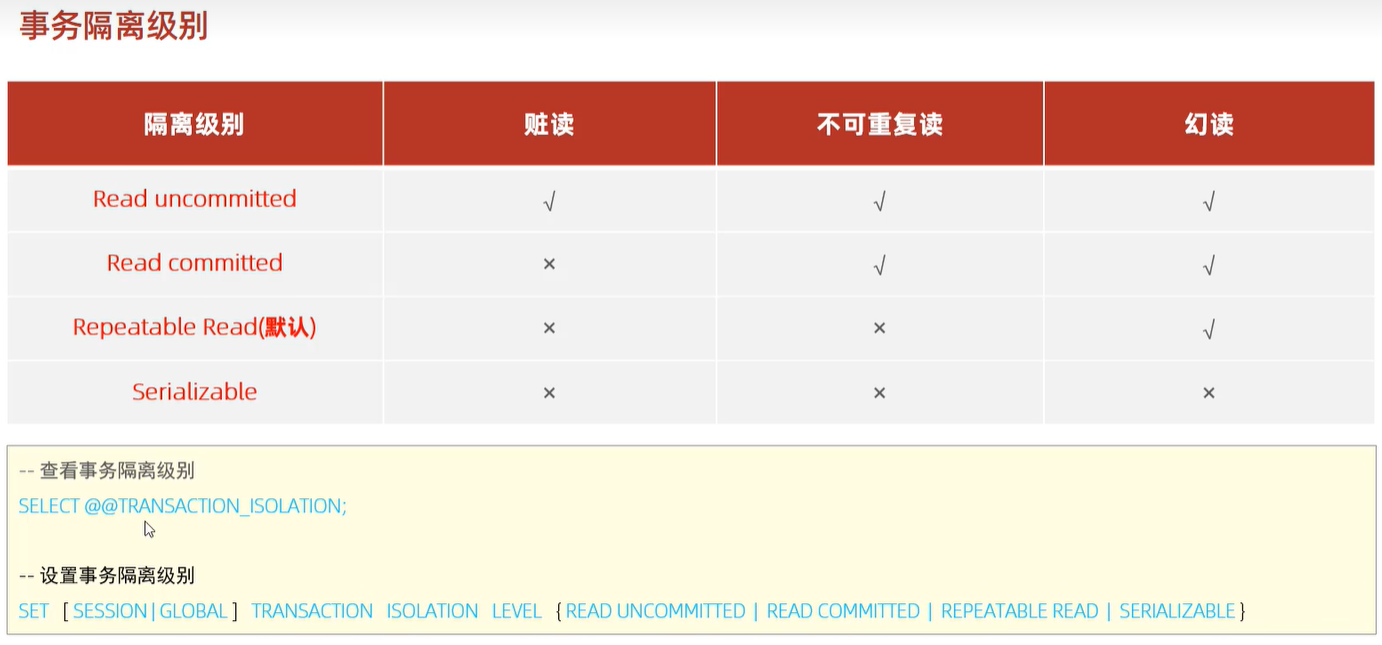 事务隔离级别
隔离级别 脏读 不可重复读 幻读
Read uncommitted √ √ √
Read committed × √ √
Repeatable Read(默认) × × √
Serializable × × ×
-- 查看事务隔离级别
SELECT @@TRANSACTION_ISOLATION;
-- 设置事务隔离级别
SET [ SESSION | GLOBAL ] TRANSACTION ISOLATION LEVEL { READ UNCOMMITTED | READ COMMITTED | REPEATABLE READ | SERIALIZABLE }